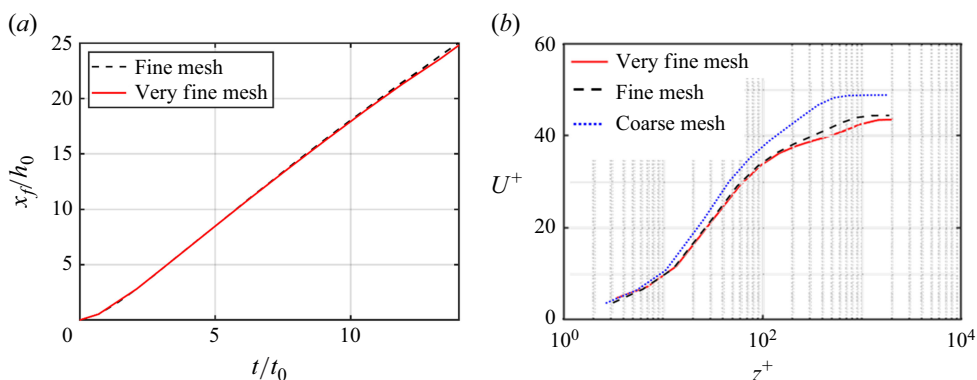 (a)
25
20
15
10
5
0
5
10
x_f/h_0
t/t_0
Fine mesh
Very fine mesh
(b)
60
40
20
0
10^0
10^2
10^4
U^+
z^+
Very fine mesh
Fine mesh
Coarse mesh